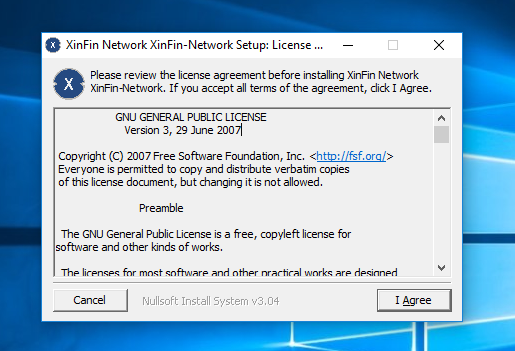 XinFin Network XinFin-Network Setup: License ...
X
Please review the license agreement before installing XinFin Network
XinFin-Network. If you accept all terms of the agreement, click I Agree.
GNU GENERAL PUBLIC LICENSE
Version 3, 29 June 2007
Copyright (C) 2007 Free Software Foundation, Inc. <http://fsf.org/>
Everyone is permitted to copy and distribute verbatim copies
of this license document, but changing it is not allowed.
Preamble
The GNU General Public License is a free, copyleft license for
software and other kinds of works.
The licenses for most software and other practical works are designed
Cancel
Nullsoft Install System v3.04
I Agree